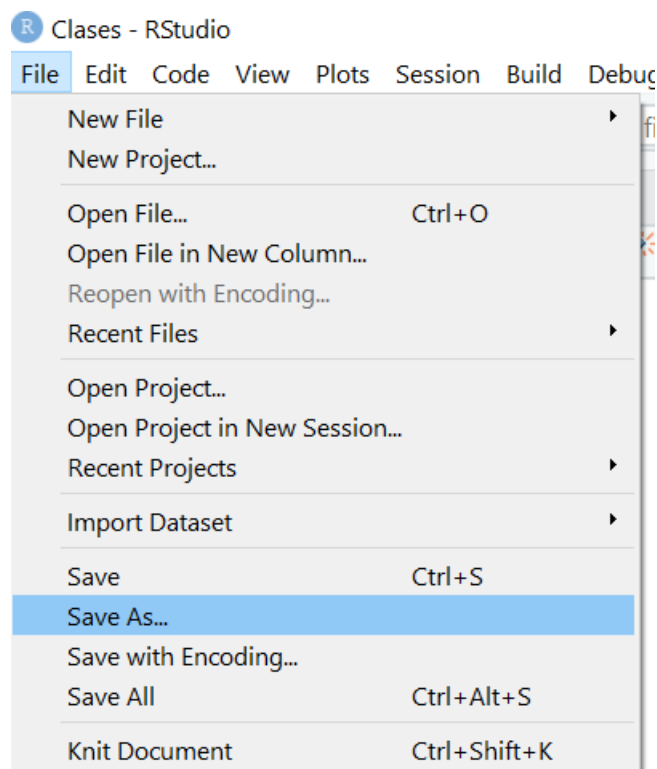 R Clases - RStudio
File Edit Code View Plots Session Build Debug
New File
fi
New Project...
Open File... Ctrl+O
Open File in New Column...
Reopen with Encoding...
Recent Files
Open Project...
Open Project in New Session...
Recent Projects
Import Dataset
Save Ctrl+S
Save As...
Save with Encoding...
Save All Ctrl+Alt+S
Knit Document Ctrl+Shift+K